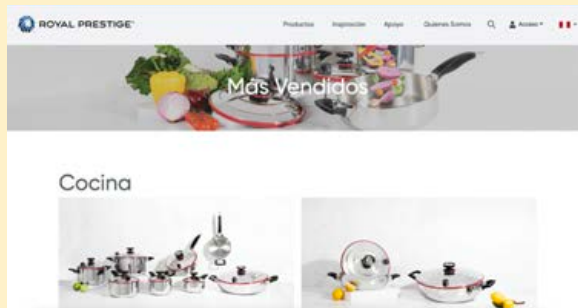 ROYAL PRESTIGE
Productos Inspiración Apoyo Quienes Somos Acceso
Más Vendidos
Cocina